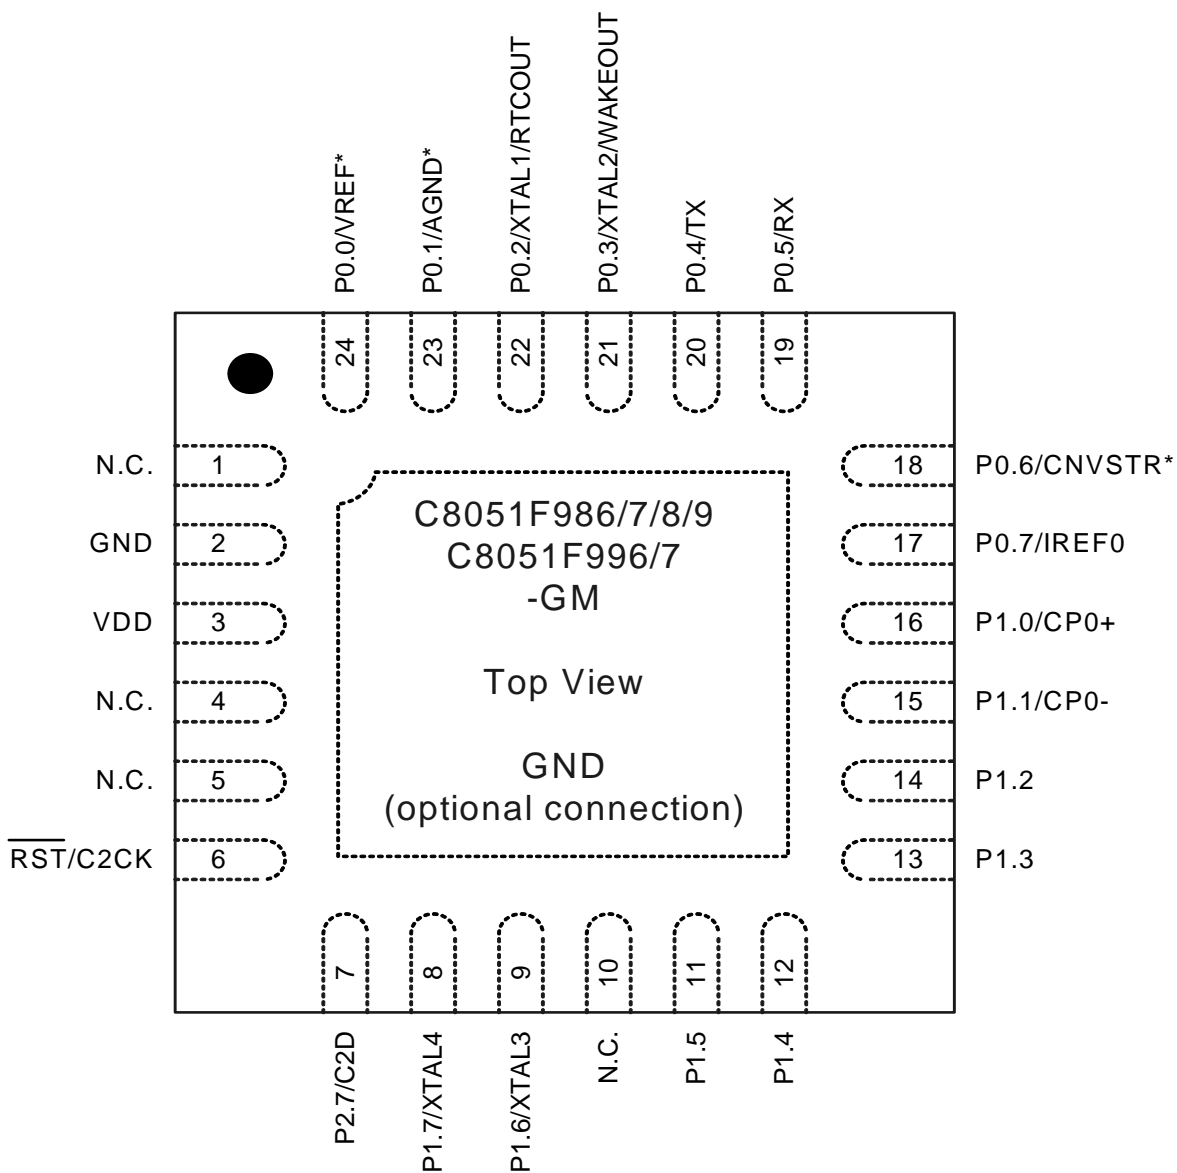 P0.0/VREF*
P0.1/AGND*
P0.2/XTAL1/RTCOUT
P0.3/XTAL2/WAKEOUT
P0.4/TX
P0.5/RX
24
23
22
21
20
19
N.C. 1
GND 2
VDD 3
N.C. 4
N.C. 5
RST/C2CK 6
C8051F986/7/8/9
C8051F996/7
-GM
Top View
GND
(optional connection)
18 P0.6/CNVSTR*
17 P0.7/IREF0
16 P1.0/CP0+
15 P1.1/CP0-
14 P1.2
13 P1.3
7
8
9
10
11
12
P2.7/C2D
P1.7/XTAL4
P1.6/XTAL3
N.C.
P1.5
P1.4